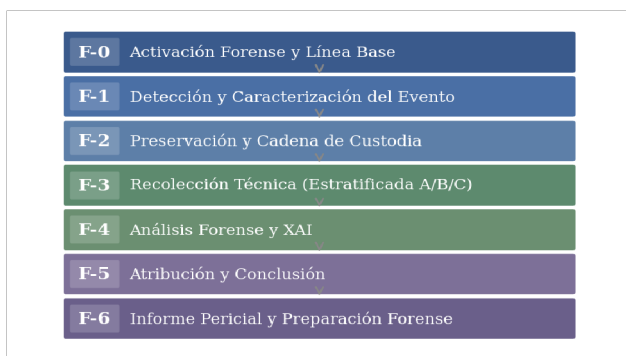 F-0 Activación Forense y Línea Base
F-1 Detección y Caracterización del Evento
F-2 Preservación y Cadena de Custodia
F-3 Recolección Técnica (Estratificada A/B/C)
F-4 Análisis Forense y XAI
F-5 Atribución y Conclusión
F-6 Informe Pericial y Preparación Forense